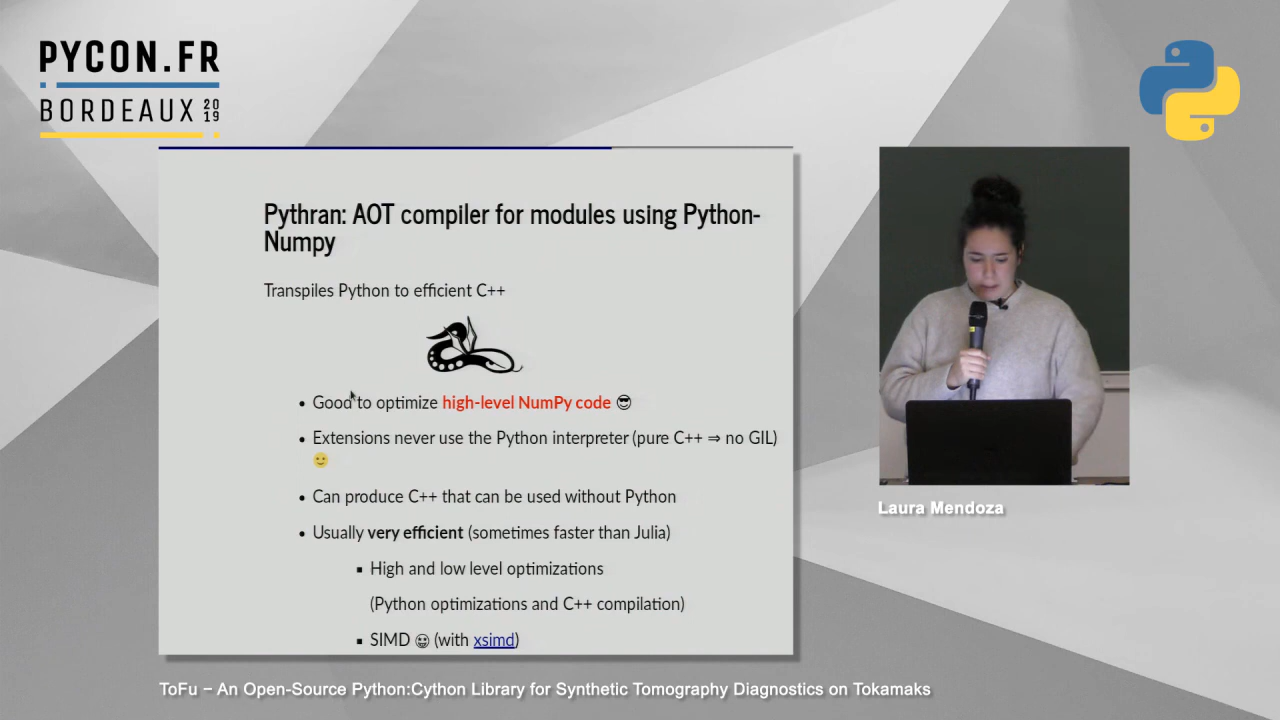 PYCON.FR
BORDEAUX 2019
Pythran: AOT compiler for modules using Python-
Numpy
Transpiles Python to efficient C++
• Good to optimize high-level NumPy code 😎
• Extensions never use the Python interpreter (pure C++ ⇒ no GIL)
🙂
• Can produce C++ that can be used without Python
• Usually very efficient (sometimes faster than Julia)
▪ High and low level optimizations
(Python optimizations and C++ compilation)
▪ SIMD 😀 (with xsimd)
Laura Mendoza
ToFu – An Open-Source Python:Cython Library for Synthetic Tomography Diagnostics on Tokamaks